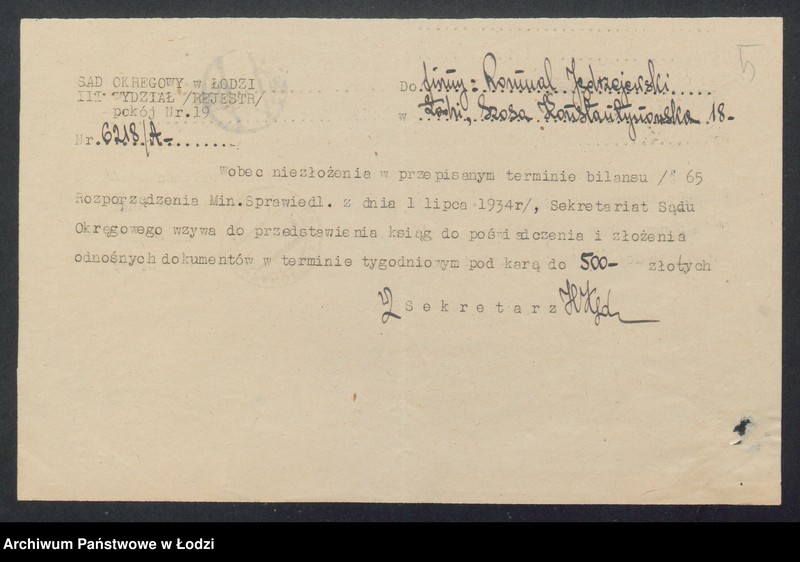 5
SĄD OKRĘGOWY w ŁODZI
III WYDZIAŁ /REJESTR/
pokój Nr.19
Nr. 6218/A-
Do firmy: Romual Jędrzejewski
w Łodzi, Szosa Konstantynowska 18-
Wobec niezłożenia w przepisanym terminie bilansu /§ 65
Rozporządzenia Min.Sprawiedl. z dnia 1 lipca 1934r/, Sekretariat Sądu
Okręgowego wzywa do przedstawienia ksiąg do poświadczenia i złożenia
odnośnych dokumentów w terminie tygodniowym pod karą do 500- złotych
Sekretarz
Archiwum Państwowe w Łodzi